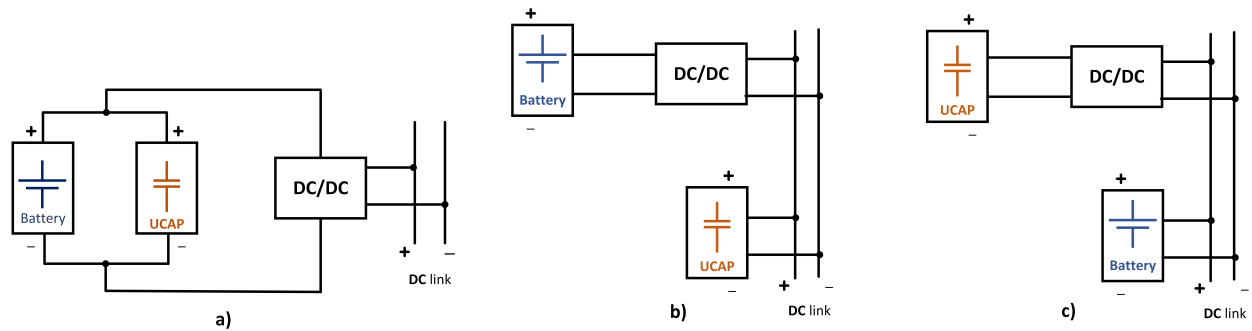 +
+
Battery
UCAP
_
_
DC/DC
+
_
DC link
a)
+
Battery
_
DC/DC
+
UCAP
_
+
_
DC link
b)
+
UCAP
_
DC/DC
+
Battery
_
+
_
DC link
c)